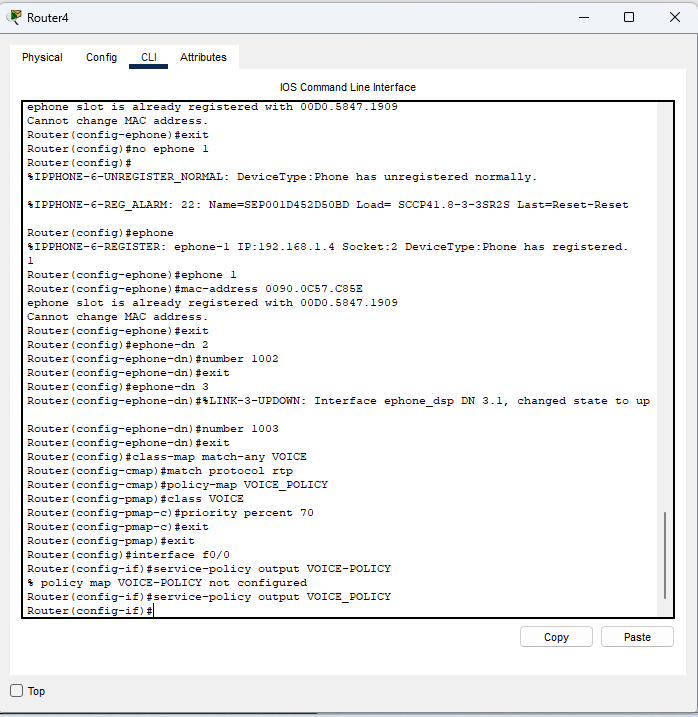 Router4
Physical Config CLI Attributes
IOS Command Line Interface
ephone slot is already registered with 00D0.5847.1909
Cannot change MAC address.
Router(config-ephone)#exit
Router(config)#no ephone 1
Router(config)#
%IPPHONE-6-UNREGISTER_NORMAL: DeviceType:Phone has unregistered normally.
%IPPHONE-6-REG_ALARM: 22: Name=SEP001D452D50BD Load= SCCP41.8-3-3SR2S Last=Reset-Reset
Router(config)#ephone
%IPPHONE-6-REGISTER: ephone-1 IP:192.168.1.4 Socket:2 DeviceType:Phone has registered.
1
Router(config-ephone)#ephone 1
Router(config-ephone)#mac-address 0090.0C57.C85E
ephone slot is already registered with 00D0.5847.1909
Cannot change MAC address.
Router(config-ephone)#exit
Router(config)#ephone-dn 2
Router(config-ephone-dn)#number 1002
Router(config-ephone-dn)#exit
Router(config)#ephone-dn 3
Router(config-ephone-dn)#%LINK-3-UPDOWN: Interface ephone_dsp DN 3.1, changed state to up
Router(config-ephone-dn)#number 1003
Router(config-ephone-dn)#exit
Router(config)#class-map match-any VOICE
Router(config-cmap)#match protocol rtp
Router(config-cmap)#policy-map VOICE_POLICY
Router(config-pmap)#class VOICE
Router(config-pmap-c)#priority percent 70
Router(config-pmap-c)#exit
Router(config-pmap)#exit
Router(config)#interface f0/0
Router(config-if)#service-policy output VOICE-POLICY
% policy map VOICE-POLICY not configured
Router(config-if)#service-policy output VOICE_POLICY
Router(config-if)#
Copy Paste
Top